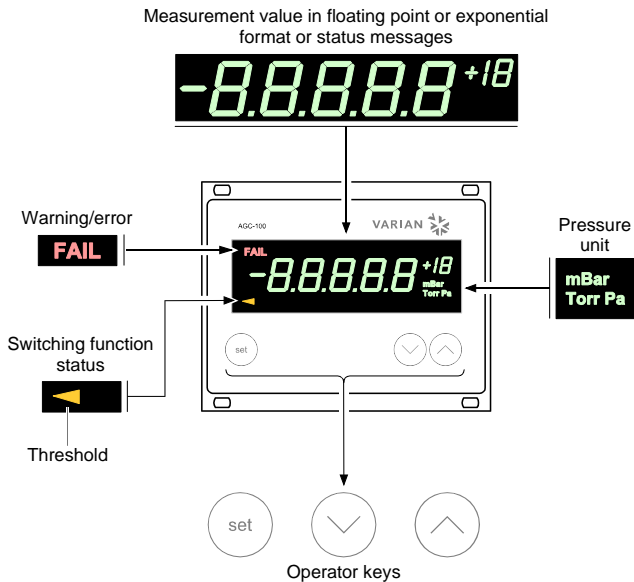 Measurement value in floating point or exponential
format or status messages
-8.8.8.8.8 +18
Warning/error
FAIL
AGC-100
VARIAN
FAIL
-8.8.8.8.8 +18
mBar
Torr Pa
Pressure
unit
mBar
Torr Pa
Switching function
status
Threshold
set
set
Operator keys